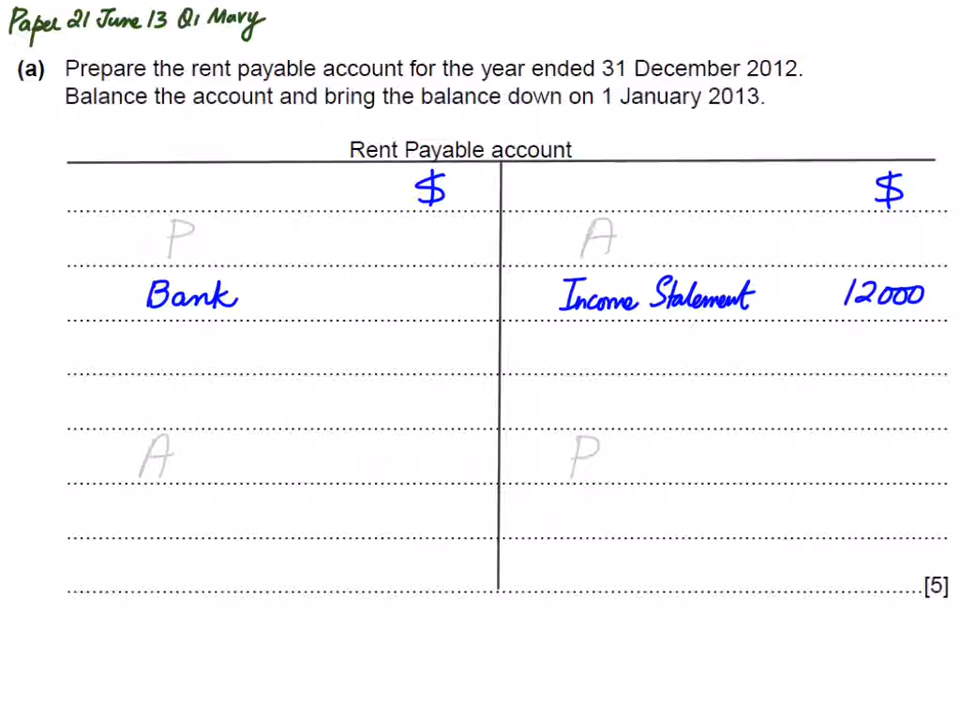 Paper 21 June 13 Q1 Mary
(a) Prepare the rent payable account for the year ended 31 December 2012.
Balance the account and bring the balance down on 1 January 2013.
Rent Payable account
$ $
P A
Bank Income Statement 12000
A P
[5]